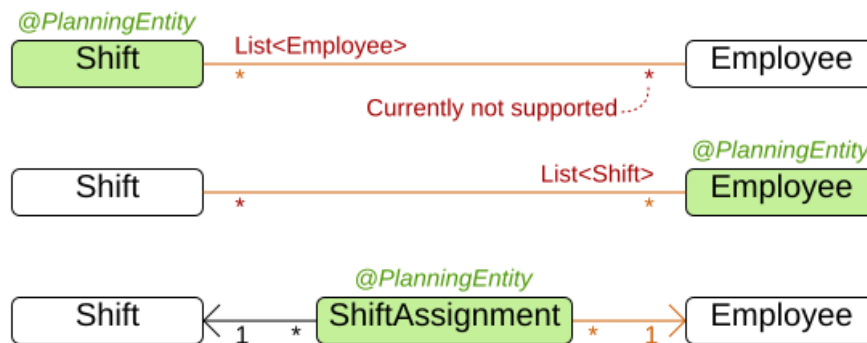 @PlanningEntity
Shift
List<Employee>
Employee
* *
Currently not supported
@PlanningEntity
Shift
List<Shift>
Employee
* *
@PlanningEntity
Shift
ShiftAssignment
Employee
1 * * 1